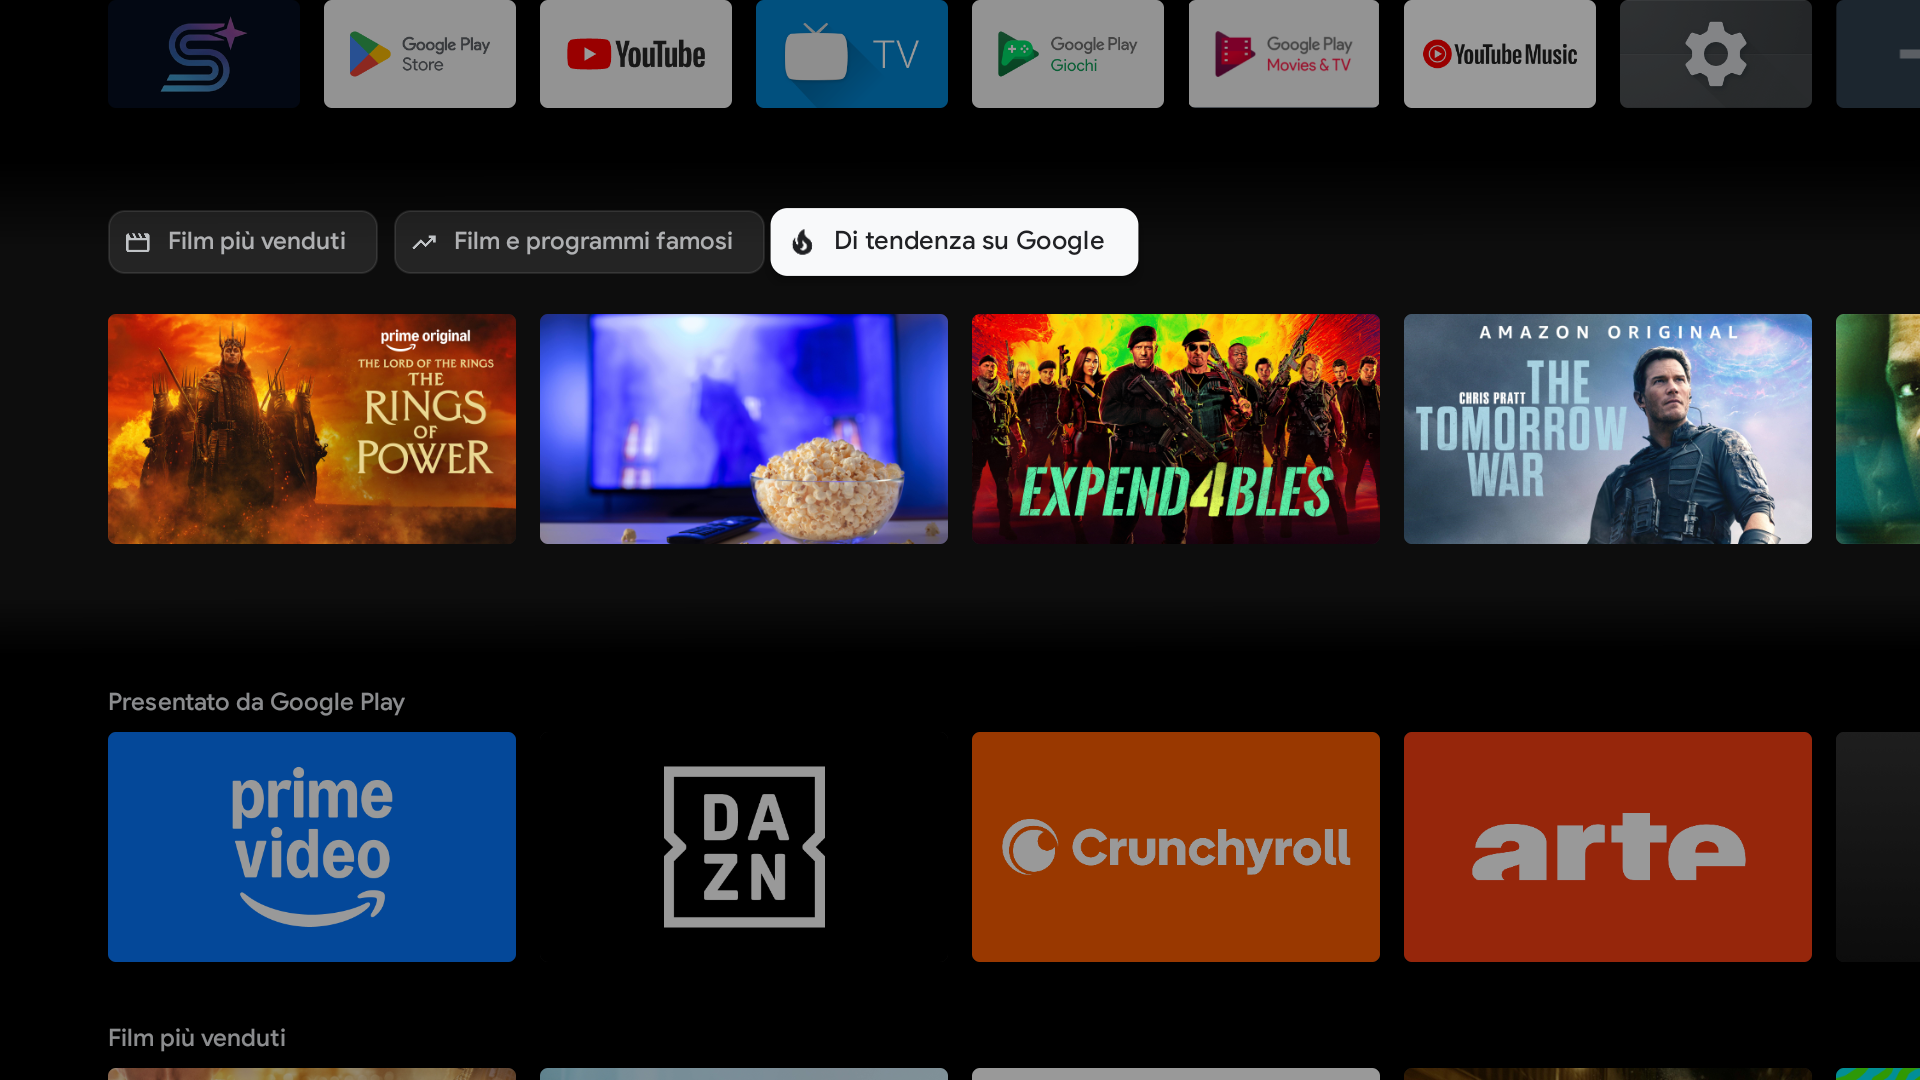 Google Play
Store
YouTube
TV
Google Play
Giochi
Google Play
Movies & TV
YouTube Music
Film più venduti
Film e programmi famosi
Di tendenza su Google
prime original
THE LORD OF THE RINGS
THE
RINGS
OF
POWER
EXPEND4BLES
AMAZON ORIGINAL
CHRIS PRATT
THE
TOMORROW
WAR
Presentato da Google Play
prime
video
DA
ZN
Crunchyroll
arte
Film più venduti